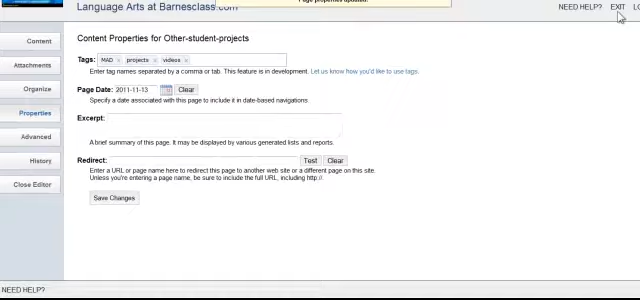 Page properties updated.
Language Arts at Barnesclass.com
NEED HELP? EXIT
Content
Attachments
Organize
Properties
Advanced
History
Close Editor
Content Properties for Other-student-projects
Tags: MAD x projects x videos x
Enter tag names separated by a comma or tab. This feature is in development. Let us know how you'd like to use tags.
Page Date: 2011-11-13 Clear
Specify a date associated with this page to include it in date-based navigations.
Excerpt:
A brief summary of this page. It may be displayed by various generated lists and reports.
Redirect: Test Clear
Enter a URL or page name here to redirect this page to another web site or a different page on this site.
Unless you're entering a page name, be sure to include the full URL, including http://.
Save Changes
NEED HELP?